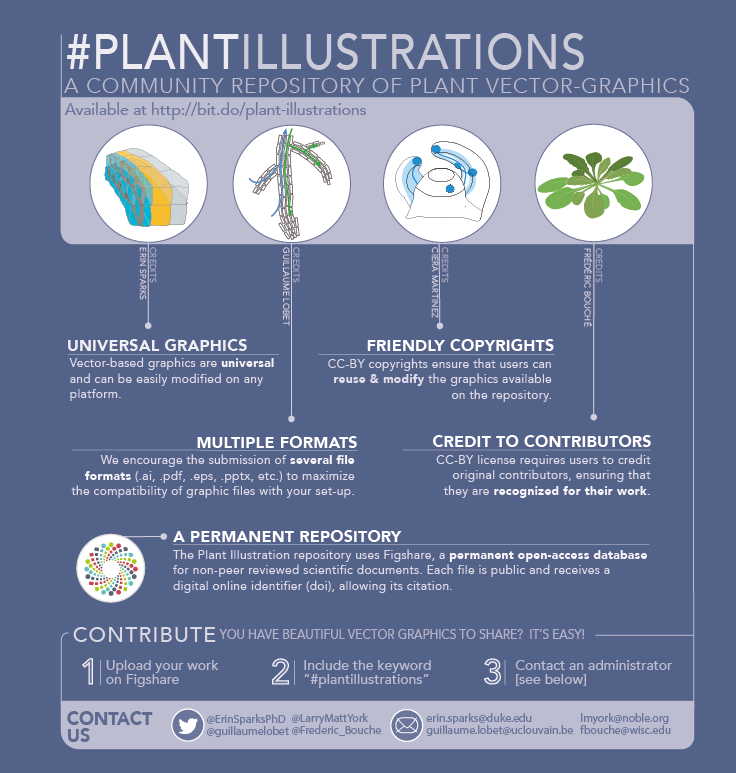 #PLANTILLUSTRATIONS
A COMMUNITY REPOSITORY OF PLANT VECTOR-GRAPHICS
Available at http://bit.do/plant-illustrations
CREDITS
ERIN SPARKS
CREDITS
GUILLAUME LOBET
CREDITS
CIERA MARTINEZ
CREDITS
FRÉDÉRIC BOUCHÉ
UNIVERSAL GRAPHICS
Vector-based graphics are universal
and can be easily modified on any
platform.
FRIENDLY COPYRIGHTS
CC-BY copyrights ensure that users can
reuse & modify the graphics available
on the repository.
MULTIPLE FORMATS
We encourage the submission of several file
formats (.ai, .pdf, .eps, .pptx, etc.) to maximize
the compatibility of graphic files with your set-up.
CREDIT TO CONTRIBUTORS
CC-BY license requires users to credit
original contributors, ensuring that
they are recognized for their work.
A PERMANENT REPOSITORY
The Plant Illustration repository uses Figshare, a permanent open-access database
for non-peer reviewed scientific documents. Each file is public and receives a
digital online identifier (doi), allowing its citation.
CONTRIBUTE YOU HAVE BEAUTIFUL VECTOR GRAPHICS TO SHARE? IT'S EASY!
1 Upload your work
on Figshare
2 Include the keyword
"#plantillustrations"
3 Contact an administrator
[see below]
CONTACT
US
@ErinSparksPhD @LarryMattYork
@guillaumelobet @Frederic_Bouche
erin.sparks@duke.edu lmyork@noble.org
guillaume.lobet@uclouvain.be fbouche@wisc.edu